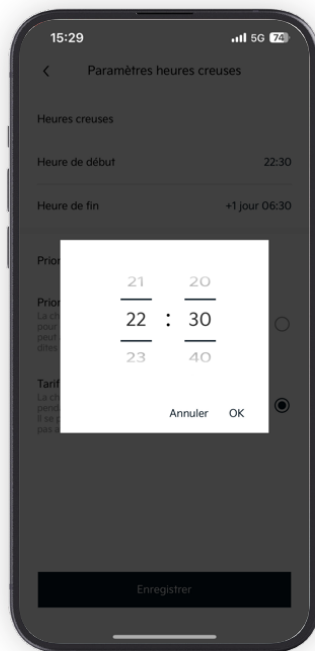 15:29
5G 74
Paramètres heures creuses
Heures creuses
Heure de début 22:30
Heure de fin +1 jour 06:30
21 20
22 : 30
23 40
Annuler OK
Enregistrer